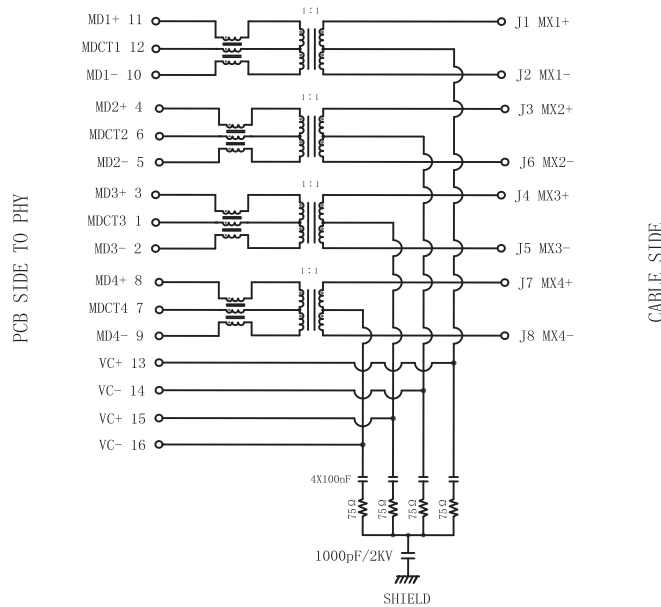 1:1
MD1+ 11
J1 MX1+
MDCT1 12
MD1- 10
J2 MX1-
1:1
MD2+ 4
J3 MX2+
MDCT2 6
MD2- 5
J6 MX2-
1:1
MD3+ 3
J4 MX3+
MDCT3 1
MD3- 2
J5 MX3-
1:1
MD4+ 8
J7 MX4+
MDCT4 7
MD4- 9
J8 MX4-
VC+ 13
VC- 14
VC+ 15
VC- 16
PCB SIDE TO PHY
CABLE SIDE
4X100nF
75Ω
75Ω
75Ω
75Ω
1000pF/2KV
SHIELD